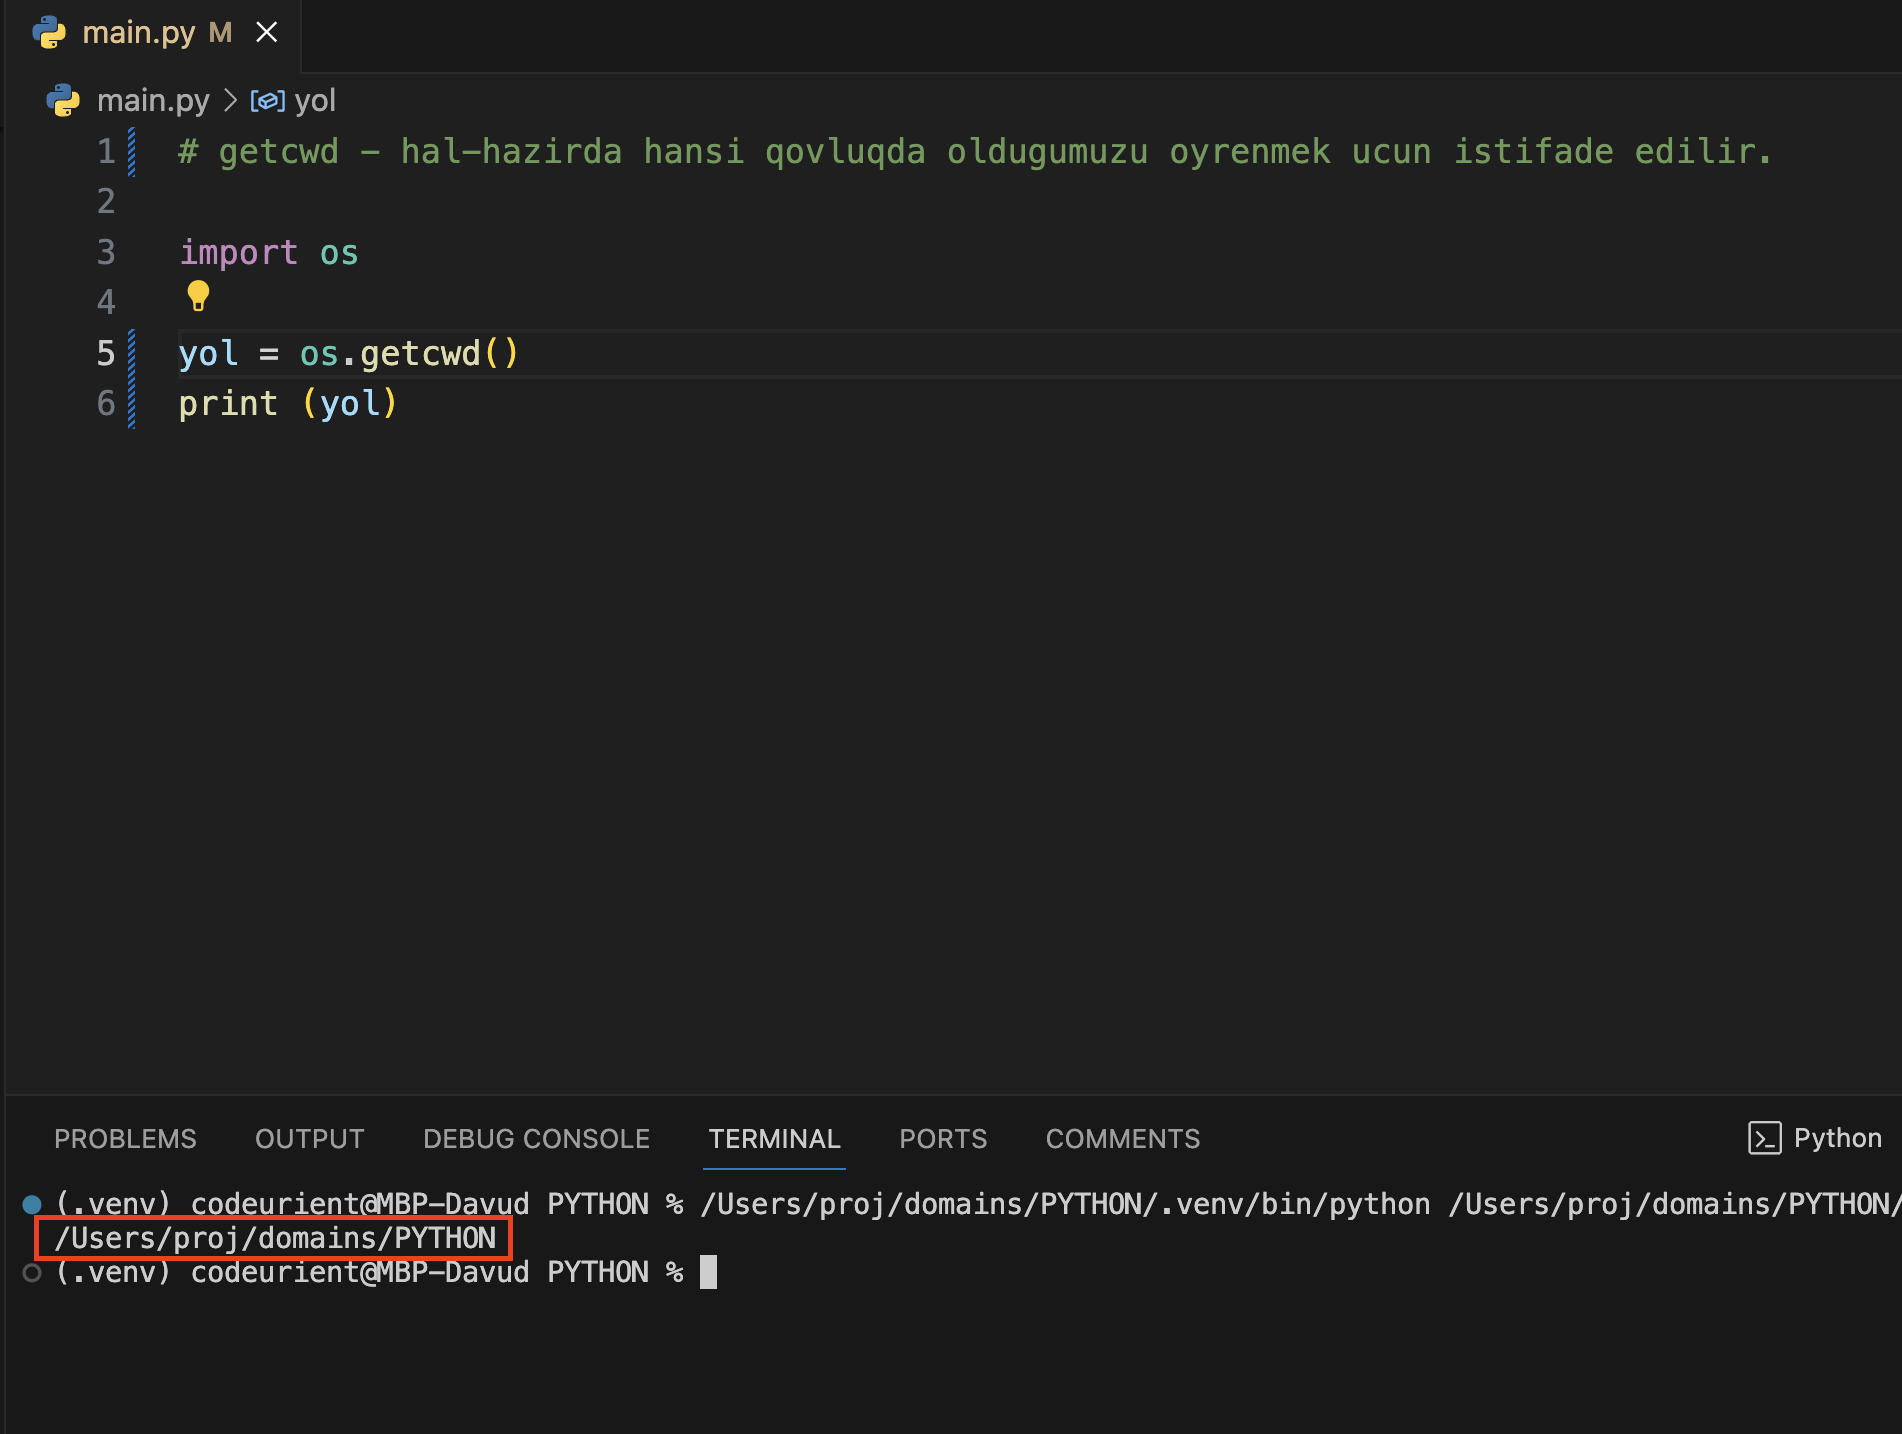 main.py M
main.py > yol
1 # getcwd - hal-hazirda hansi qovluqda oldugumuzu oyrenmek ucun istifade edilir.
2
3 import os
4
5 yol = os.getcwd()
6 print (yol)
PROBLEMS OUTPUT DEBUG CONSOLE TERMINAL PORTS COMMENTS Python
(.venv) codeurient@MBP-Davud PYTHON % /Users/proj/domains/PYTHON/.venv/bin/python /Users/proj/domains/PYTHON/
/Users/proj/domains/PYTHON
(.venv) codeurient@MBP-Davud PYTHON %